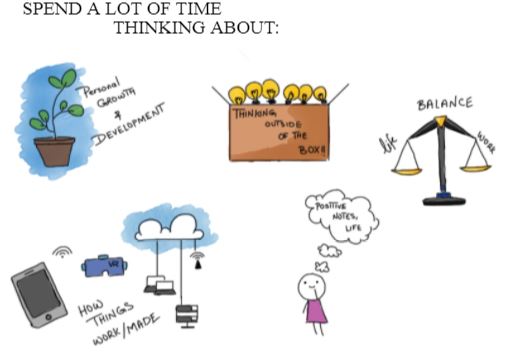 SPEND A LOT OF TIME
THINKING ABOUT:
Personal
GROWTH
&
DEVELOPMENT
THINKING
OUTSIDE
OF THE
BOX!!
BALANCE
life
WORK
VR
HOW
THINGS
WORK/MADE
POSITIVE
NOTES,
LIFE